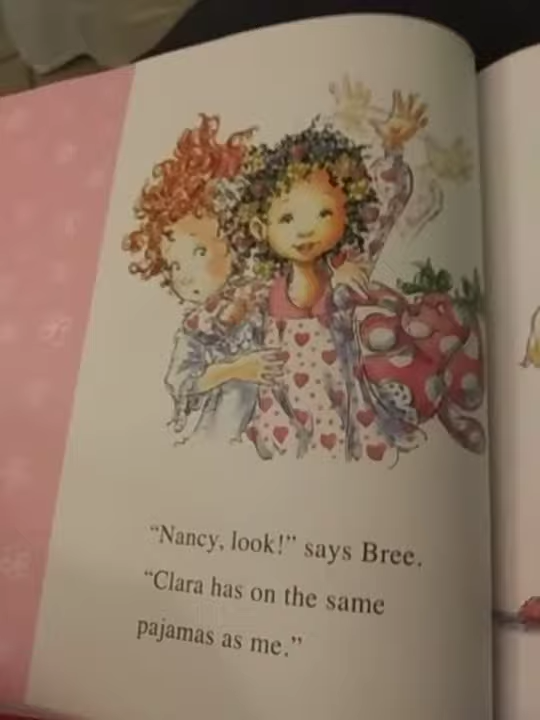 “Nancy, look!” says Bree.
“Clara has on the same
pajamas as me.”